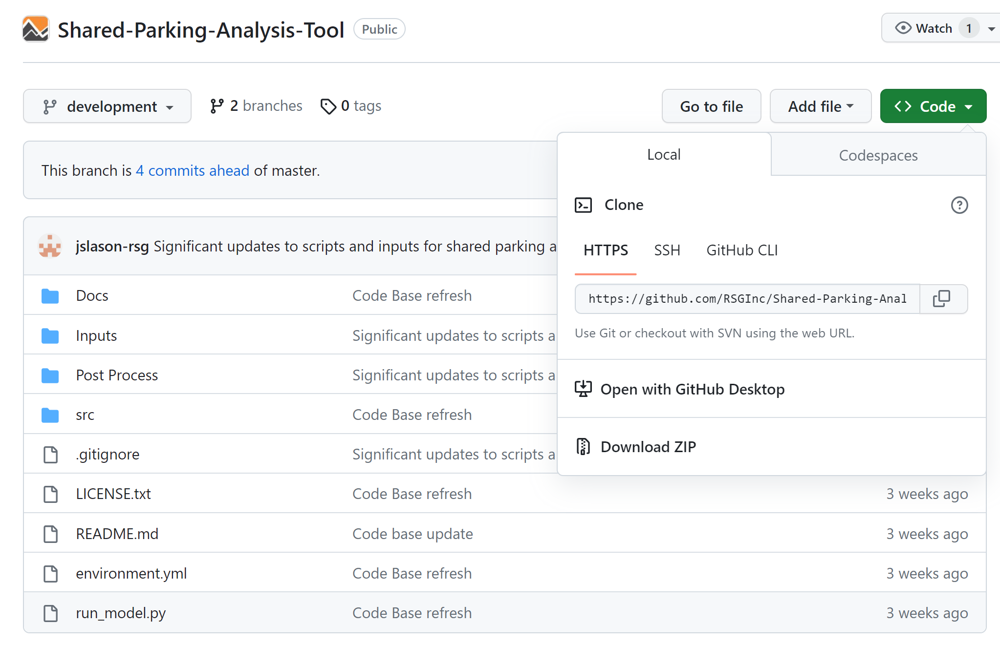 Shared-Parking-Analysis-Tool Public
Watch 1
development 2 branches 0 tags
Go to file Add file Code
This branch is 4 commits ahead of master.
jslason-rsg Significant updates to scripts and inputs for shared parking a
Docs Code Base refresh
Inputs Significant updates to scripts a
Post Process Significant updates to scripts a
src Code Base refresh
.gitignore Significant updates to scripts a
LICENSE.txt Code Base refresh 3 weeks ago
README.md Code base update 3 weeks ago
environment.yml Code Base refresh 3 weeks ago
run_model.py Code Base refresh 3 weeks ago
Local Codespaces
Clone
HTTPS SSH GitHub CLI
https://github.com/RSGInc/Shared-Parking-Anal
Use Git or checkout with SVN using the web URL.
Open with GitHub Desktop
Download ZIP